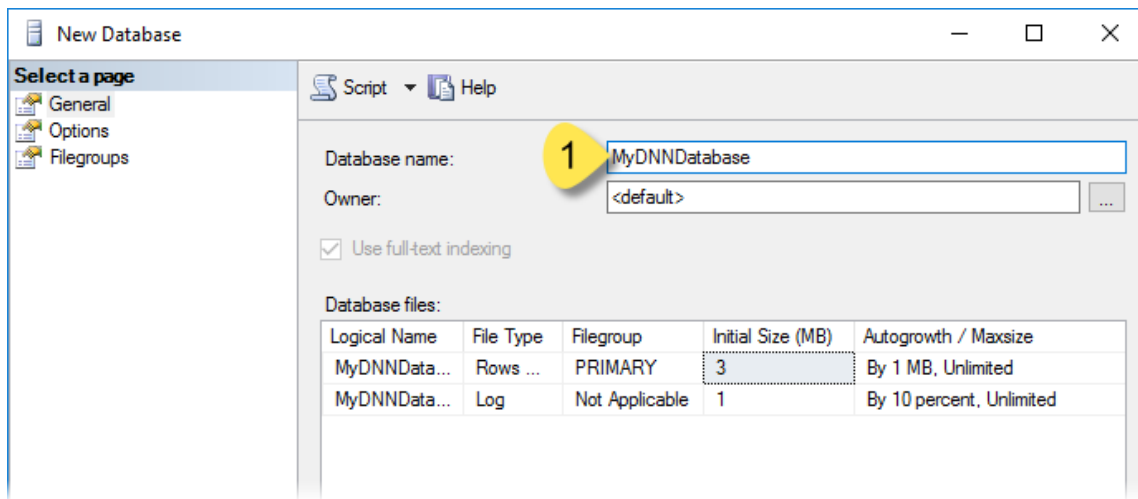 New Database
Select a page
General
Options
Filegroups
Script Help
Database name: 1 MyDNNDatabase
Owner: <default> ...
Use full-text indexing
Database files:
Logical Name File Type Filegroup Initial Size (MB) Autogrowth / Maxsize
MyDNNData... Rows ... PRIMARY 3 By 1 MB, Unlimited
MyDNNData... Log Not Applicable 1 By 10 percent, Unlimited